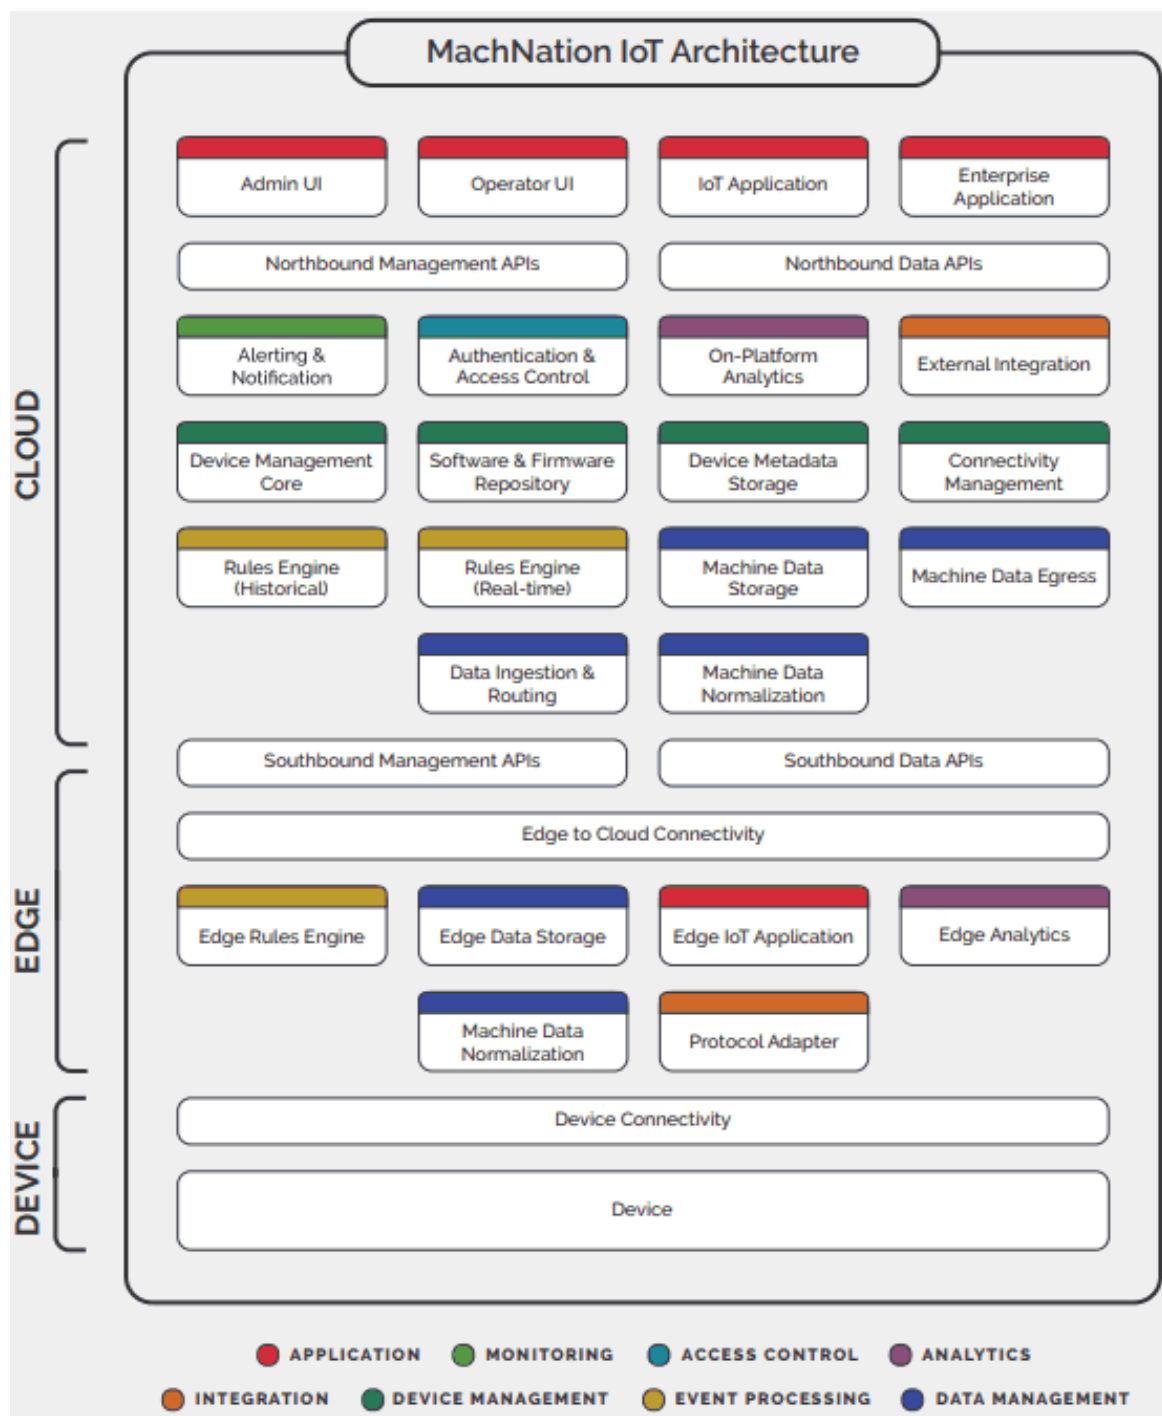 MachNation IoT Architecture
CLOUD
Admin UI
Operator UI
IoT Application
Enterprise
Application
Northbound Management APIs
Northbound Data APIs
Alerting &
Notification
Authentication &
Access Control
On-Platform
Analytics
External Integration
Device Management
Core
Software & Firmware
Repository
Device Metadata
Storage
Connectivity
Management
Rules Engine
(Historical)
Rules Engine
(Real-time)
Machine Data
Storage
Machine Data Egress
Data Ingestion &
Routing
Machine Data
Normalization
EDGE
Southbound Management APIs
Southbound Data APIs
Edge to Cloud Connectivity
Edge Rules Engine
Edge Data Storage
Edge IoT Application
Edge Analytics
Machine Data
Normalization
Protocol Adapter
DEVICE
Device Connectivity
Device
APPLICATION
MONITORING
ACCESS CONTROL
ANALYTICS
INTEGRATION
DEVICE MANAGEMENT
EVENT PROCESSING
DATA MANAGEMENT